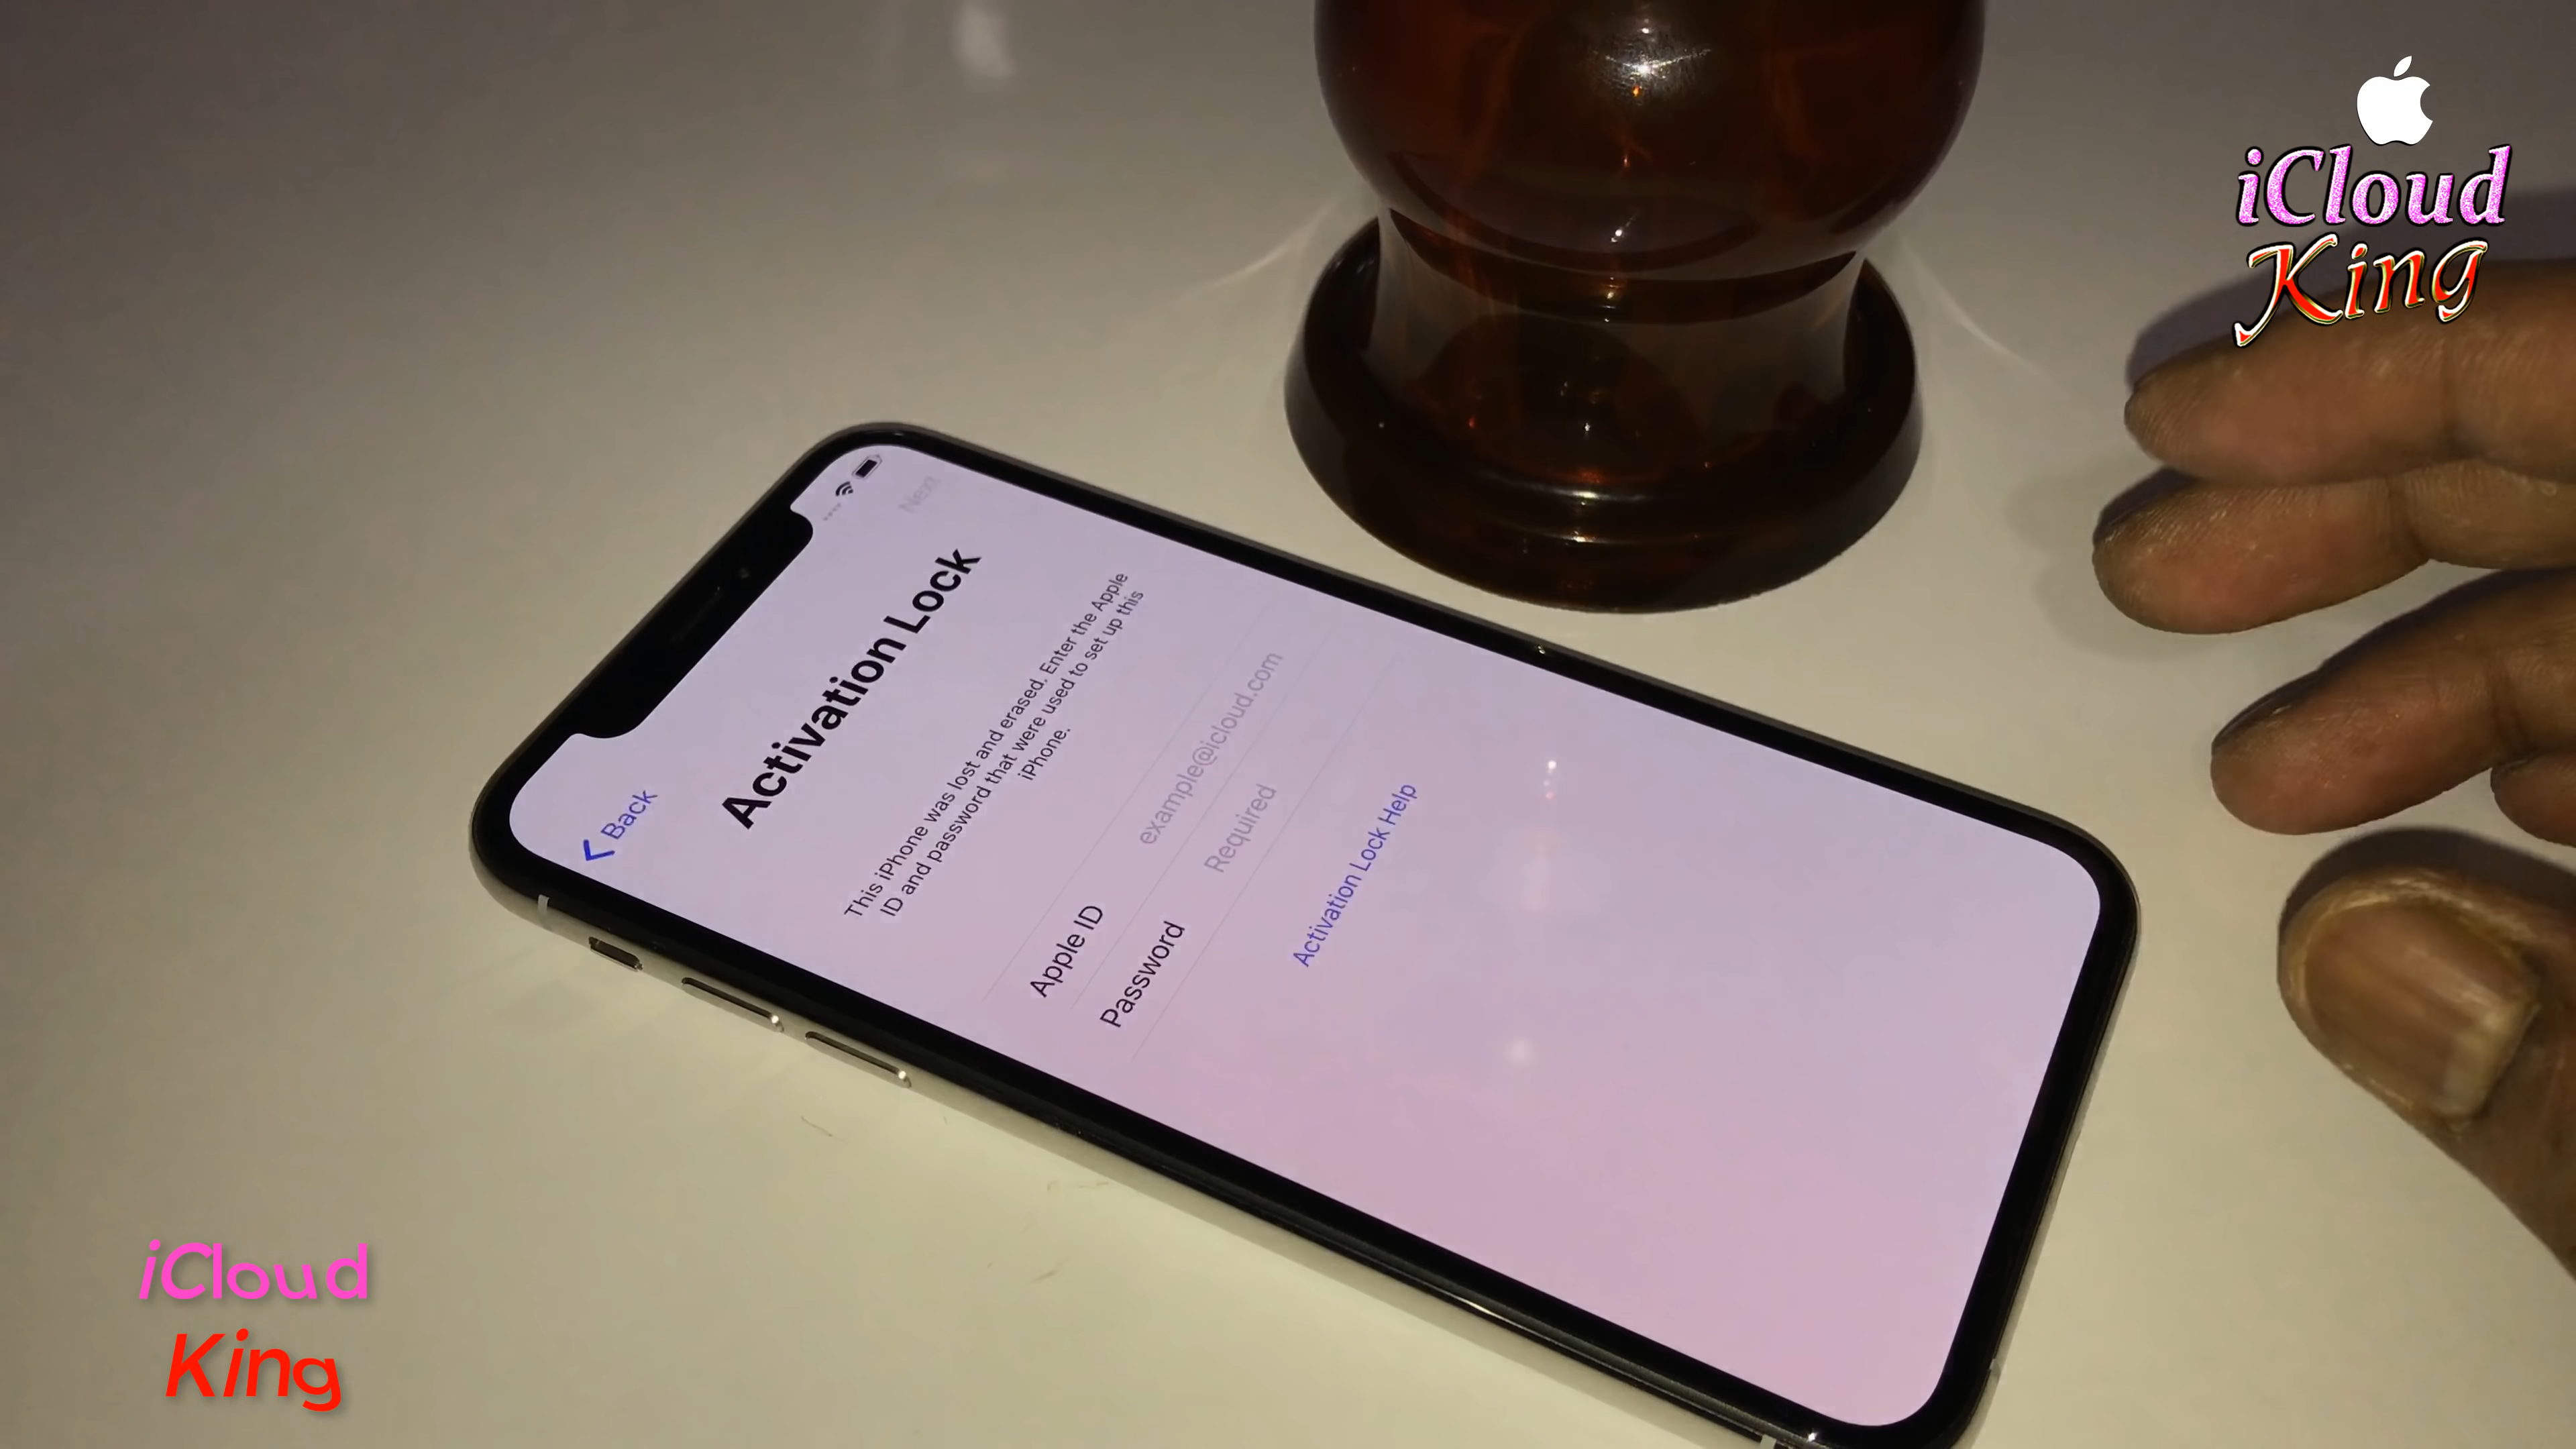 iCloud
King
Next
Back
Activation Lock
This iPhone was lost and erased. Enter the Apple
ID and password that were used to set up this
iPhone.
Apple ID example@icloud.com
Password Required
Activation Lock Help
iCloud
King